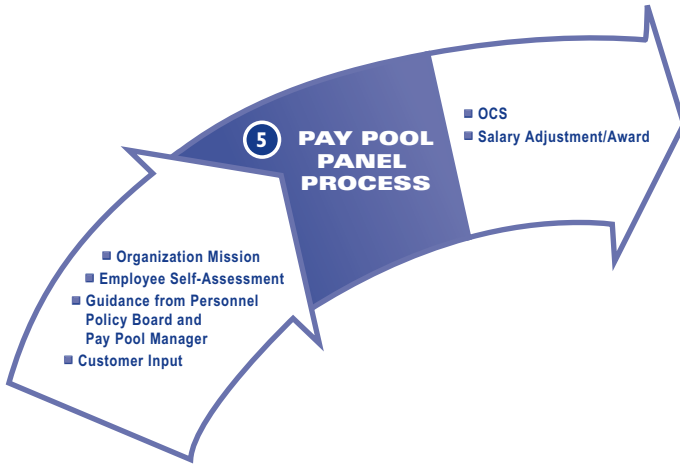 5
PAY POOL
PANEL
PROCESS
OCS
Salary Adjustment/Award
Organization Mission
Employee Self-Assessment
Guidance from Personnel
Policy Board and
Pay Pool Manager
Customer Input